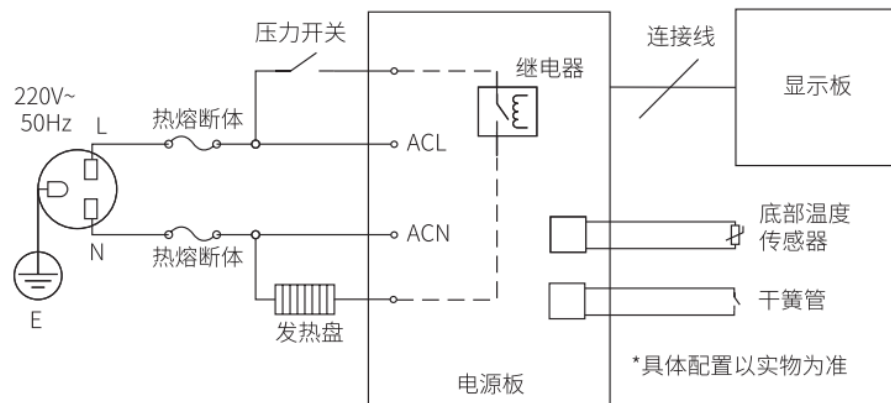 压力开关
连接线
继电器
显示板
220V~
50Hz
L
热熔断体
ACL
底部温度
传感器
ACN
N
热熔断体
干簧管
E
发热盘
*具体配置以实物为准
电源板